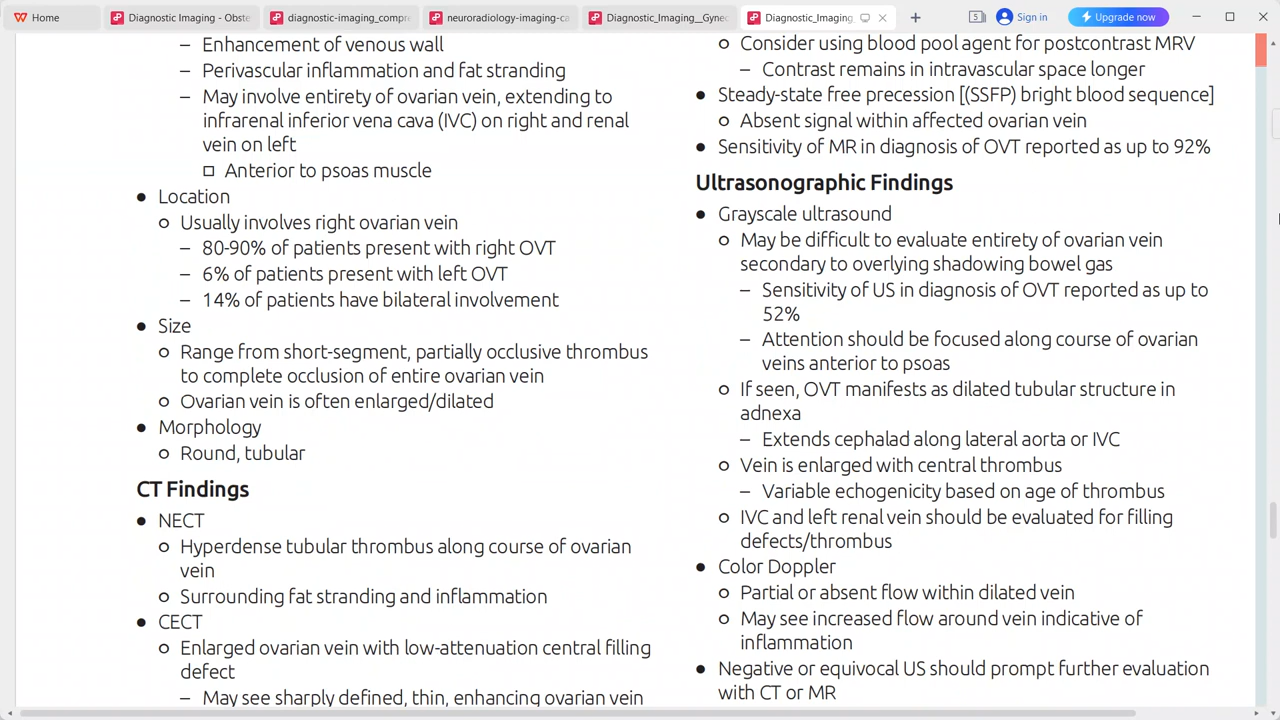 Home
Diagnostic Imaging - Obste
diagnostic-imaging_compre
neuroradiology-imaging-ca
Diagnostic_Imaging__Gynec
Diagnostic_Imaging_
5
Sign in
Upgrade now
– Enhancement of venous wall
– Perivascular inflammation and fat stranding
– May involve entirety of ovarian vein, extending to
infrarenal inferior vena cava (IVC) on right and renal
vein on left
□ Anterior to psoas muscle
● Location
○ Usually involves right ovarian vein
– 80-90% of patients present with right OVT
– 6% of patients present with left OVT
– 14% of patients have bilateral involvement
● Size
○ Range from short-segment, partially occlusive thrombus
to complete occlusion of entire ovarian vein
○ Ovarian vein is often enlarged/dilated
● Morphology
○ Round, tubular
CT Findings
● NECT
○ Hyperdense tubular thrombus along course of ovarian
vein
○ Surrounding fat stranding and inflammation
● CECT
○ Enlarged ovarian vein with low-attenuation central filling
defect
– May see sharply defined, thin, enhancing ovarian vein
○ Consider using blood pool agent for postcontrast MRV
– Contrast remains in intravascular space longer
● Steady-state free precession [(SSFP) bright blood sequence]
○ Absent signal within affected ovarian vein
● Sensitivity of MR in diagnosis of OVT reported as up to 92%
Ultrasonographic Findings
● Grayscale ultrasound
○ May be difficult to evaluate entirety of ovarian vein
secondary to overlying shadowing bowel gas
– Sensitivity of US in diagnosis of OVT reported as up to
52%
– Attention should be focused along course of ovarian
veins anterior to psoas
○ If seen, OVT manifests as dilated tubular structure in
adnexa
– Extends cephalad along lateral aorta or IVC
○ Vein is enlarged with central thrombus
– Variable echogenicity based on age of thrombus
○ IVC and left renal vein should be evaluated for filling
defects/thrombus
● Color Doppler
○ Partial or absent flow within dilated vein
○ May see increased flow around vein indicative of
inflammation
● Negative or equivocal US should prompt further evaluation
with CT or MR